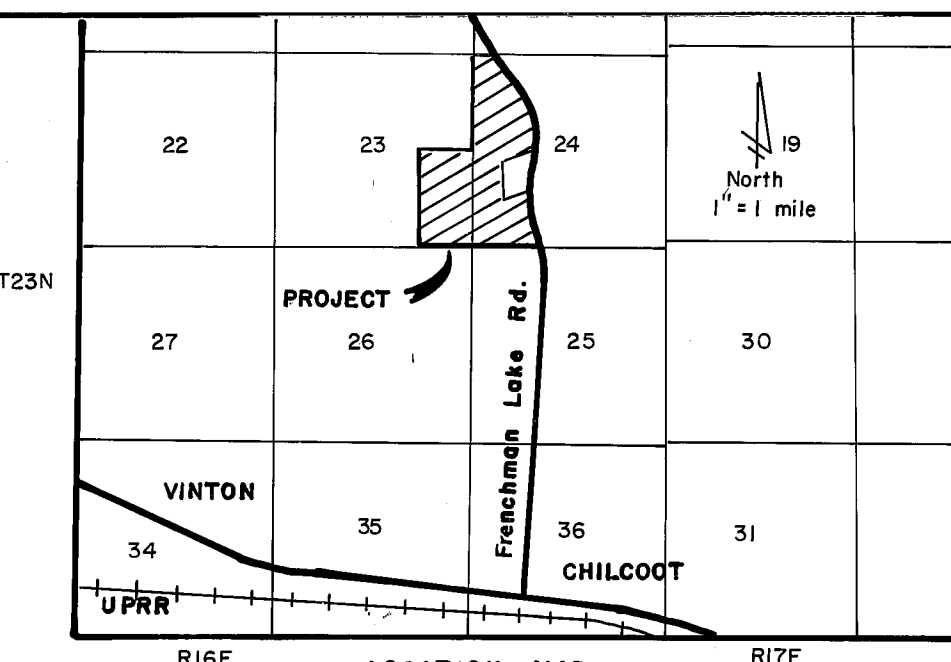 22
23
24
19
North
1" = 1 mile
T23N
PROJECT
27
26
Frenchman Lake Rd.
25
30
VINTON
34
35
36
31
CHILCOOT
UPRR
R16E
R17E